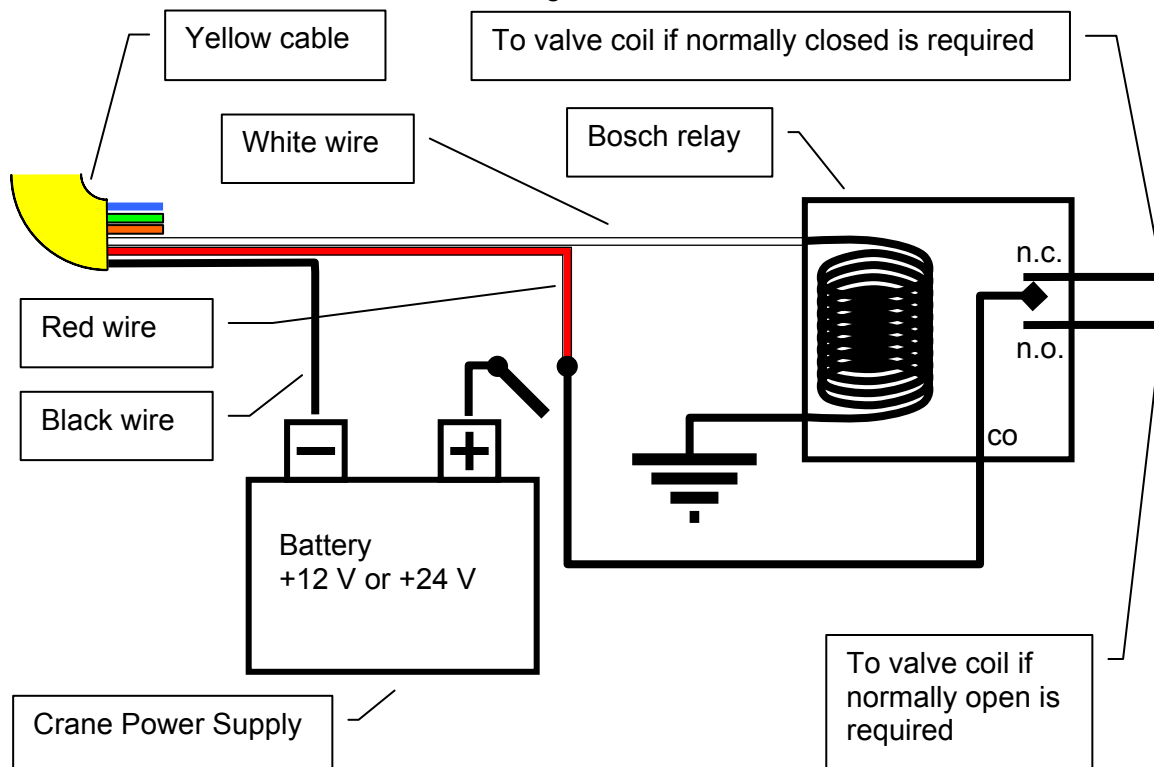 Yellow cable
To valve coil if normally closed is required
White wire
Bosch relay
n.c.
Red wire
n.o.
Black wire
co
Battery
+12 V or +24 V
To valve coil if
normally open is
required
Crane Power Supply